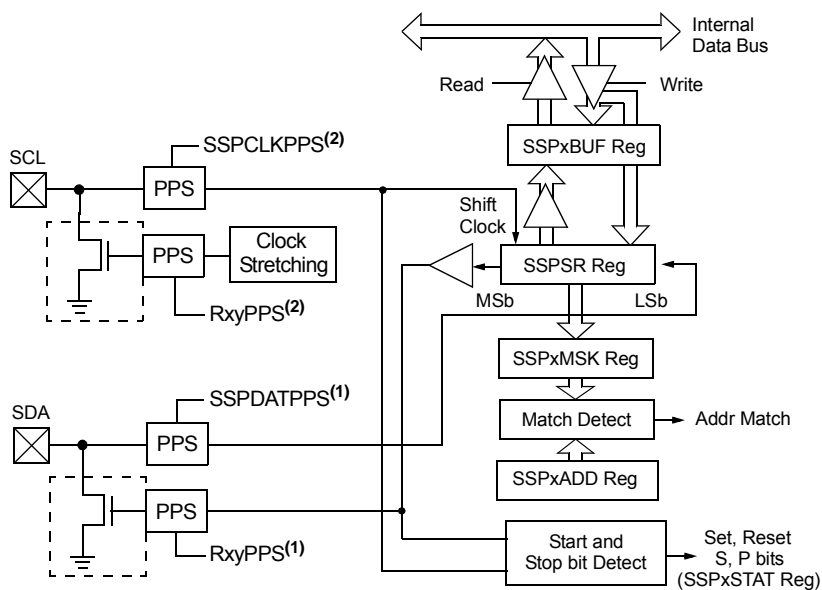 Internal
Data Bus
Read
Write
SSPCLKPPS(2)
SSPxBUF Reg
SCL
PPS
Shift
Clock
PPS
Clock
Stretching
SSPSR Reg
MSb
LSb
RxyPPS(2)
SSPxMSK Reg
SSPDATPPS(1)
SDA
Match Detect
Addr Match
PPS
SSPxADD Reg
PPS
Start and
Stop bit Detect
Set, Reset
S, P bits
(SSPxSTAT Reg)
RxyPPS(1)